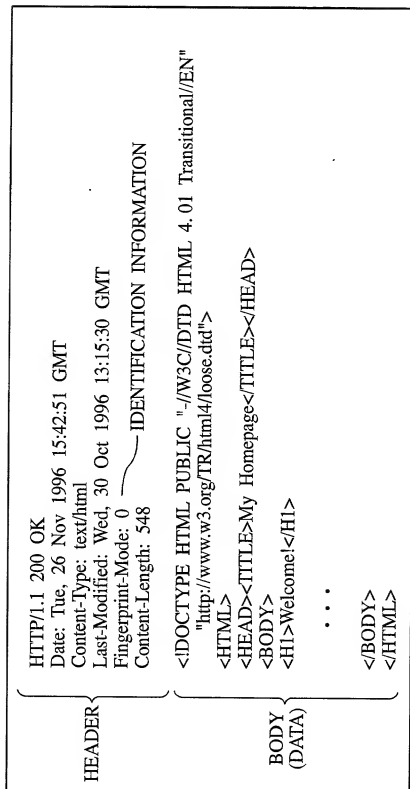 HEADER
HTTP/1.1 200 OK
Date: Tue, 26 Nov 1996 15:42:51 GMT
Content-Type: text/html
Last-Modified: Wed, 30 Oct 1996 13:15:30 GMT
Fingerprint-Mode: 0 IDENTIFICATION INFORMATION
Content-Length: 548
BODY
(DATA)
<!DOCTYPE HTML PUBLIC "-//W3C//DTD HTML 4. 01 Transitional//EN"
"http://www.w3.org/TR/html4/loose.dtd">
<HTML>
<HEAD><TITLE>My Homepage</TITLE></HEAD>
<BODY>
<H1>Welcome!</H1>
• • •
</BODY>
</HTML>